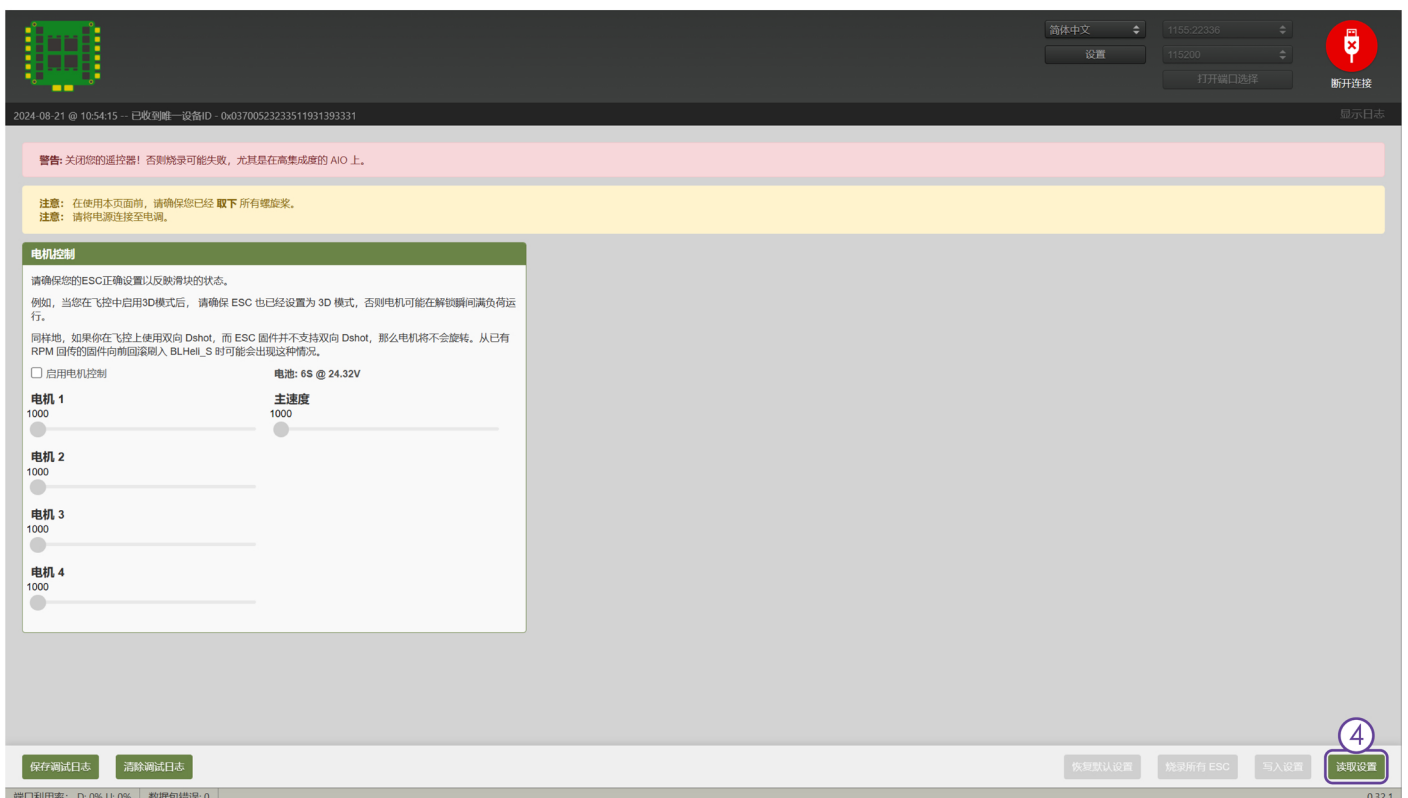 简体中文
1155:22336
设置
115200
打开端口选择
断开连接
2024-08-21 @ 10:54:15 -- 已收到唯一设备ID - 0x03700523233511931393331
显示日志
警告: 关闭您的遥控器！否则烧录可能失败，尤其是在高集成度的 AIO 上。
注意： 在使用本页面前，请确保您已经 取下 所有螺旋桨。
注意： 请将电源连接至电调。
电机控制
请确保您的ESC正确设置以反映滑块的状态。
例如，当您在飞控中启用3D模式后， 请确保 ESC 也已经设置为 3D 模式，否则电机可能在解锁瞬间满负荷运
行。
同样地，如果你在飞控上使用双向 Dshot，而 ESC 固件并不支持双向 Dshot，那么电机将不会旋转。从已有
RPM 回传的固件向前回滚刷入 BLHeli_S 时可能会出现这种情况。
启用电机控制
电池: 6S @ 24.32V
电机 1
1000
主速度
1000
电机 2
1000
电机 3
1000
电机 4
1000
4
保存调试日志
清除调试日志
恢复默认设置
烧录所有 ESC
写入设置
读取设置
端口利用率： D: 0% U: 0%
数据包错误: 0
0.32.1